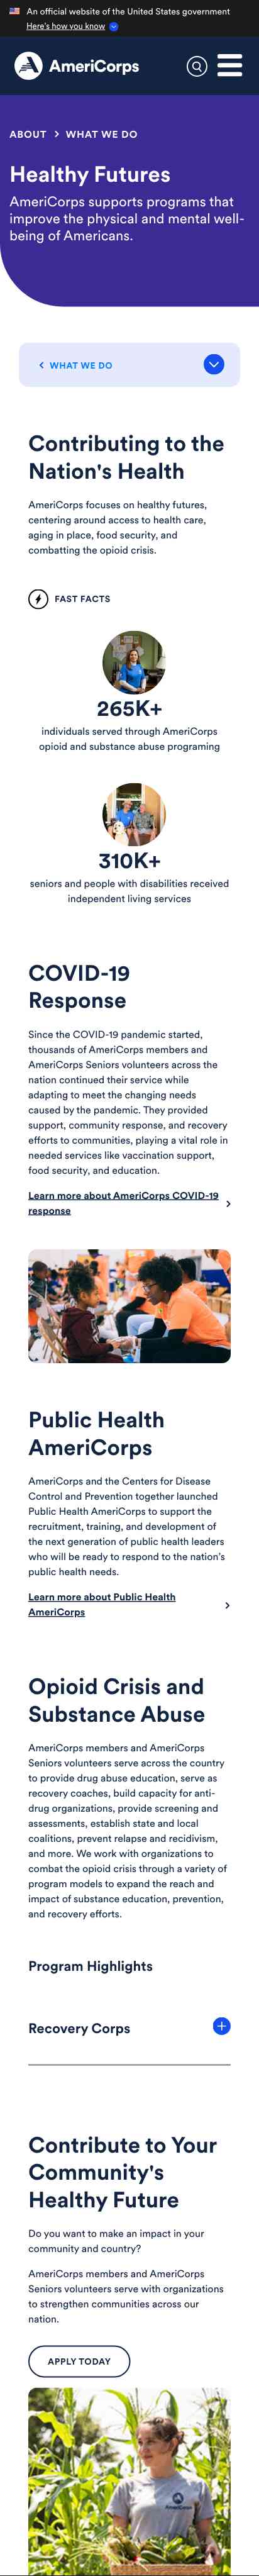 An official website of the United States government
Here's how you know
AmeriCorps
ABOUT > WHAT WE DO
Healthy Futures
AmeriCorps supports programs that
improve the physical and mental well-
being of Americans.
< WHAT WE DO
Contributing to the
Nation's Health
AmeriCorps focuses on healthy futures,
centering around access to health care,
aging in place, food security, and
combatting the opioid crisis.
FAST FACTS
265K+
individuals served through AmeriCorps
opioid and substance abuse programing
310K+
seniors and people with disabilities received
independent living services
COVID-19
Response
Since the COVID-19 pandemic started,
thousands of AmeriCorps members and
AmeriCorps Seniors volunteers across the
nation continued their service while
adapting to meet the changing needs
caused by the pandemic. They provided
support, community response, and recovery
efforts to communities, playing a vital role in
needed services like vaccination support,
food security, and education.
Learn more about AmeriCorps COVID-19
response
Public Health
AmeriCorps
AmeriCorps and the Centers for Disease
Control and Prevention together launched
Public Health AmeriCorps to support the
recruitment, training, and development of
the next generation of public health leaders
who will be ready to respond to the nation's
public health needs.
Learn more about Public Health
AmeriCorps
Opioid Crisis and
Substance Abuse
AmeriCorps members and AmeriCorps
Seniors volunteers serve across the country
to provide drug abuse education, serve as
recovery coaches, build capacity for anti-
drug organizations, provide screening and
assessments, establish state and local
coalitions, prevent relapse and recidivism,
and more. We work with organizations to
combat the opioid crisis through a variety of
program models to expand the reach and
impact of substance education, prevention,
and recovery efforts.
Program Highlights
Recovery Corps
Contribute to Your
Community's
Healthy Future
Do you want to make an impact in your
community and country?
AmeriCorps members and AmeriCorps
Seniors volunteers serve with organizations
to strengthen communities across our
nation.
APPLY TODAY
AmeriCorps